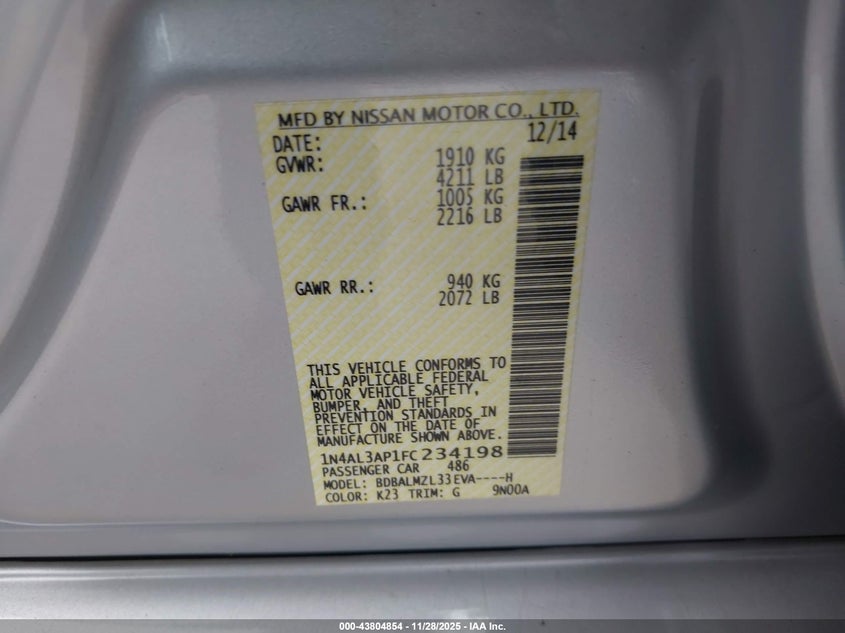 MFD BY NISSAN MOTOR CO., LTD.
DATE: 12/14
GVWR: 1910 KG
4211 LB
GAWR FR.: 1005 KG
2216 LB
GAWR RR.: 940 KG
2072 LB
THIS VEHICLE CONFORMS TO
ALL APPLICABLE FEDERAL
MOTOR VEHICLE SAFETY,
BUMPER, AND THEFT
PREVENTION STANDARDS IN
EFFECT ON THE DATE OF
MANUFACTURE SHOWN ABOVE.
1N4AL3AP1FC234198
PASSENGER CAR 486
MODEL: BDBALMZL33EVA----H
COLOR: K23 TRIM: G 9N00A
000-43804854 - 11/28/2025 - IAA Inc.